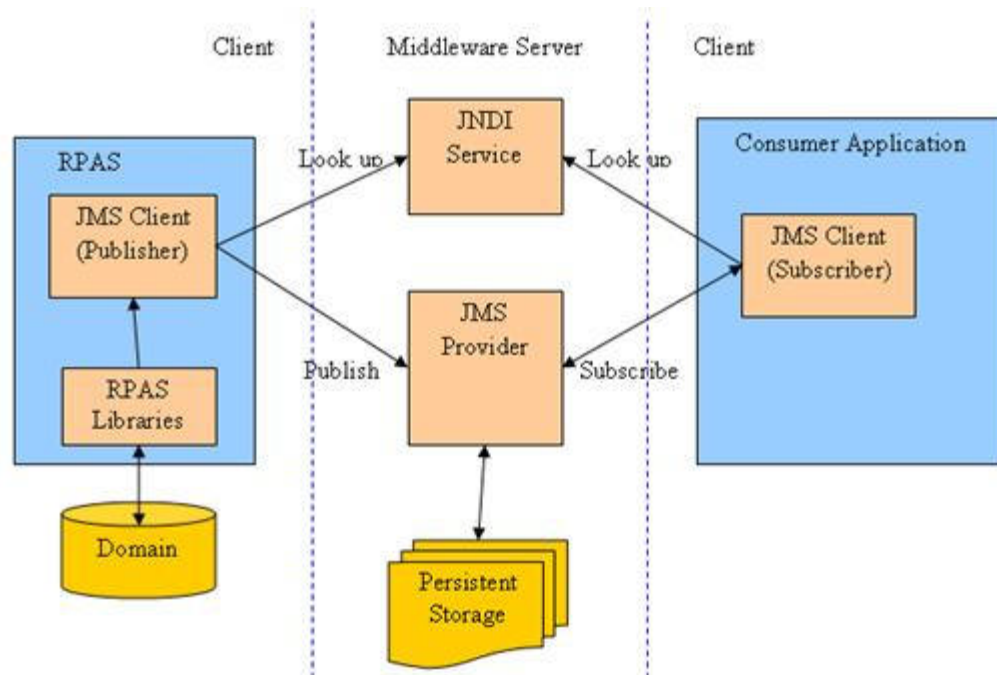 Client
Middleware Server
Client
RPAS
JMS Client
(Publisher)
RPAS
Libraries
Domain
Look up
Publish
JNDI
Service
JMS
Provider
Persistent
Storage
Look up
Subscribe
Consumer Application
JMS Client
(Subscriber)